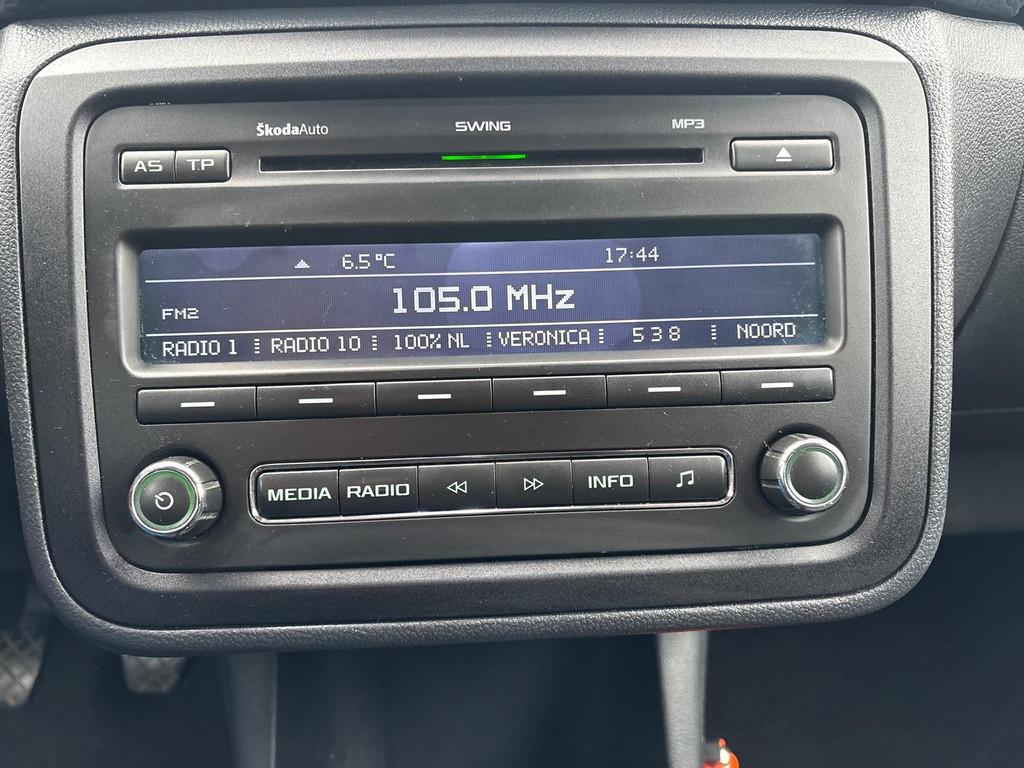 ŠkodaAuto SWING MP3
AS TP
6.5°C 17:44
105.0 MHz
FM2
RADIO 1 RADIO 10 100% NL VERONICA 538 NOORD
MEDIA RADIO INFO